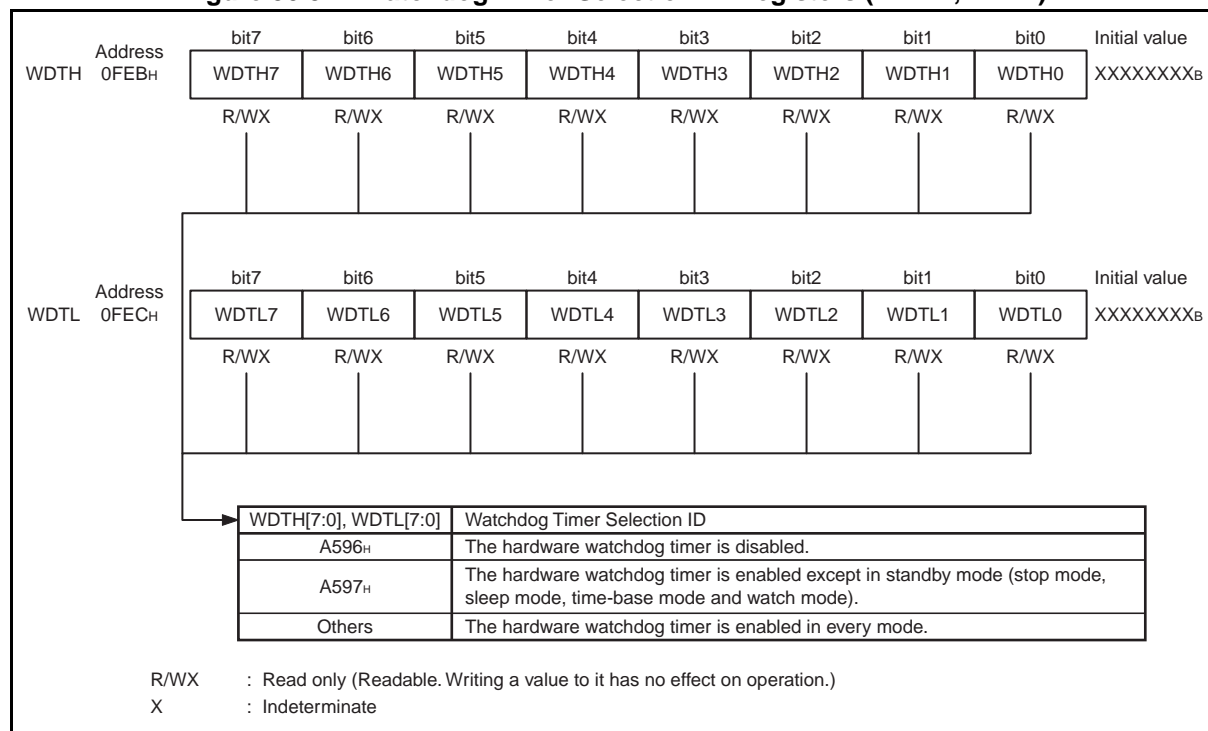 bit7 bit6 bit5 bit4 bit3 bit2 bit1 bit0 Initial value
Address
WDTH 0FEBH WDTH7 WDTH6 WDTH5 WDTH4 WDTH3 WDTH2 WDTH1 WDTH0 XXXXXXXXB
R/WX R/WX R/WX R/WX R/WX R/WX R/WX R/WX
bit7 bit6 bit5 bit4 bit3 bit2 bit1 bit0 Initial value
Address
WDTL 0FECH WDTL7 WDTL6 WDTL5 WDTL4 WDTL3 WDTL2 WDTL1 WDTL0 XXXXXXXXB
R/WX R/WX R/WX R/WX R/WX R/WX R/WX R/WX
WDTH[7:0], WDTL[7:0] Watchdog Timer Selection ID
A596H The hardware watchdog timer is disabled.
A597H The hardware watchdog timer is enabled except in standby mode (stop mode,
sleep mode, time-base mode and watch mode).
Others The hardware watchdog timer is enabled in every mode.
R/WX : Read only (Readable. Writing a value to it has no effect on operation.)
X : Indeterminate